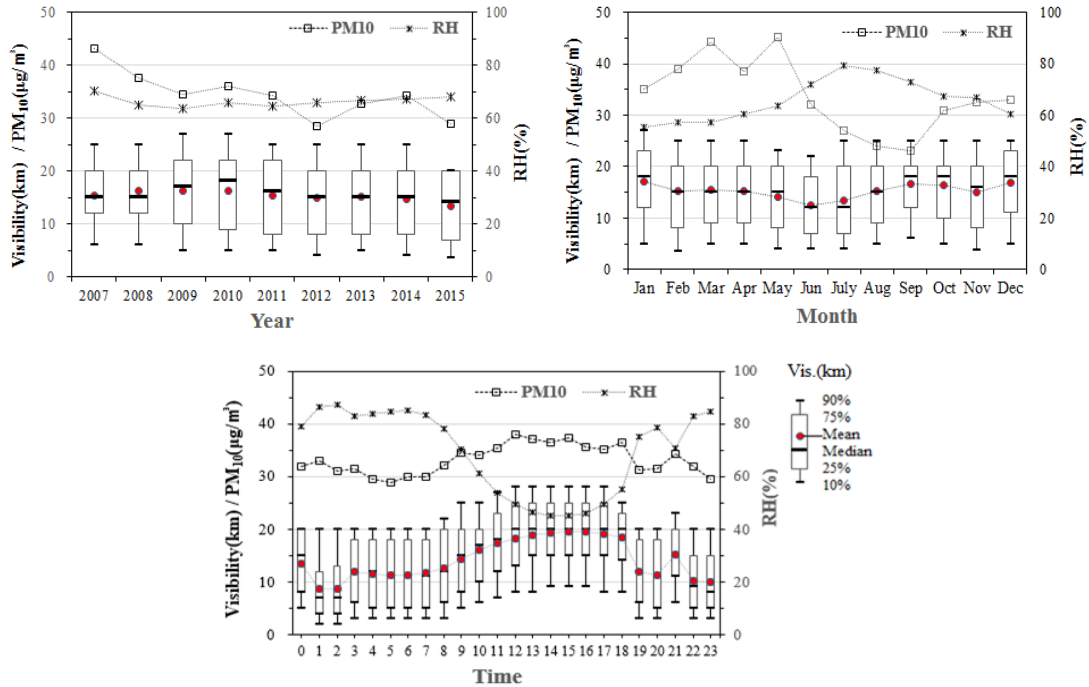 PM10 RH
Visibility(km) / PM₁₀(μg/m³)
50
40
30
20
10
0
100
80
60
40
20
0
RH(%)
2007 2008 2009 2010 2011 2012 2013 2014 2015
Year
PM10 RH
Visibility(km) / PM₁₀(μg/m³)
50
40
30
20
10
0
100
80
60
40
20
0
RH(%)
Jan Feb Mar Apr May Jun July Aug Sep Oct Nov Dec
Month
PM10 RH
Visibility(km) / PM₁₀(μg/m³)
50
40
30
20
10
0
100
80
60
40
20
0
RH(%)
0 1 2 3 4 5 6 7 8 9 10 11 12 13 14 15 16 17 18 19 20 21 22 23
Time
Vis.(km)
90%
75%
Mean
Median
25%
10%